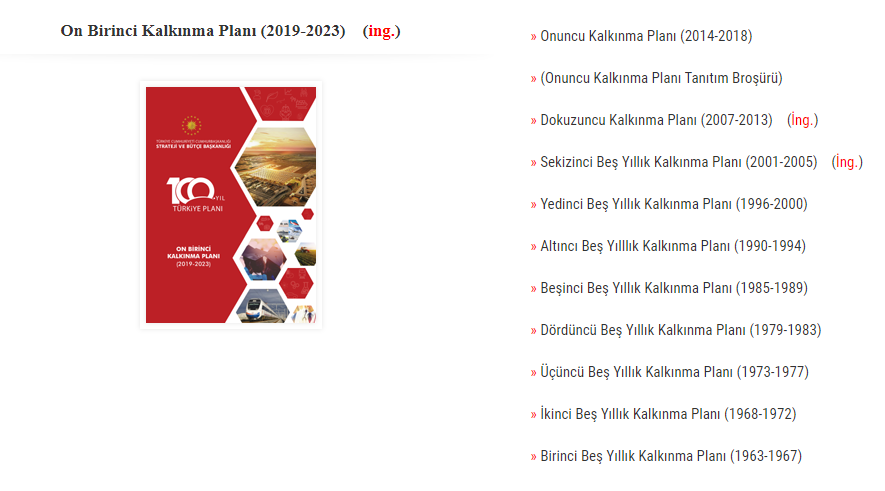 On Birinci Kalkınma Planı (2019-2023) (ing.)
TÜRKİYE CUMHURİYETİ CUMHURBAŞKANLIĞI
STRATEJİ VE BÜTÇE BAŞKANLIĞI
100.YIL
TÜRKİYE PLANI
ON BİRİNCİ
KALKINMA PLANI
(2019-2023)
» Onuncu Kalkınma Planı (2014-2018)
» (Onuncu Kalkınma Planı Tanıtım Broşürü)
» Dokuzuncu Kalkınma Planı (2007-2013) (İng.)
» Sekizinci Beş Yıllık Kalkınma Planı (2001-2005) (İng.)
» Yedinci Beş Yıllık Kalkınma Planı (1996-2000)
» Altıncı Beş Yılllık Kalkınma Planı (1990-1994)
» Beşinci Beş Yıllık Kalkınma Planı (1985-1989)
» Dördüncü Beş Yıllık Kalkınma Planı (1979-1983)
» Üçüncü Beş Yıllık Kalkınma Planı (1973-1977)
» İkinci Beş Yıllık Kalkınma Planı (1968-1972)
» Birinci Beş Yıllık Kalkınma Planı (1963-1967)